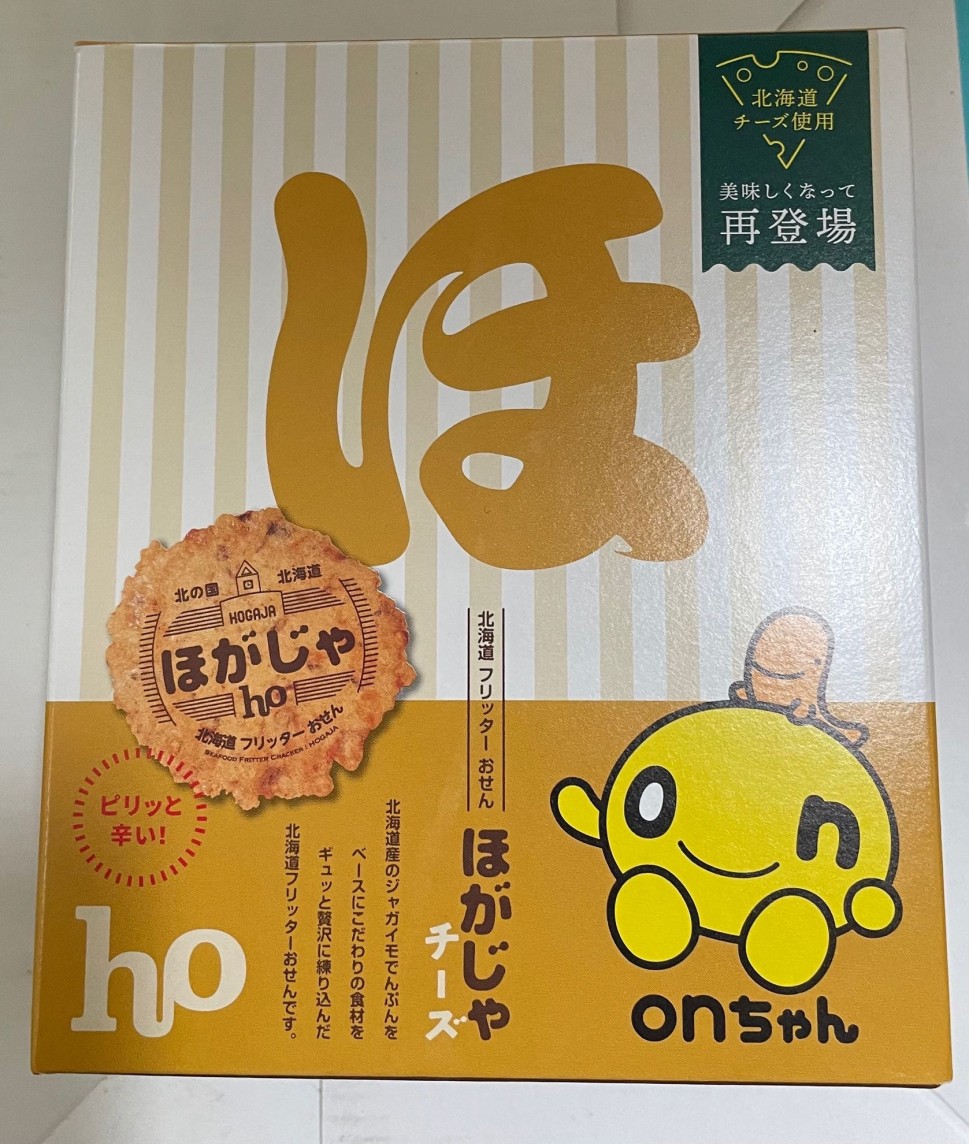 北海道
チーズ使用
美味しくなって
再登場
ほ
北の国 北海道
HOGAJA
ほがじゃ
ho
北海道 フリッター おせん
SEAFOOD FRITTER CRACKER : HOGAJA
ピリッと
辛い!
ho
北海道 フリッター おせん
ほがじゃ
チーズ
北海道産のジャガイモでんぷんを
ベースにこだわりの食材を
ギュッと贅沢に練り込んだ
北海道フリッターおせんです。
on
onちゃん